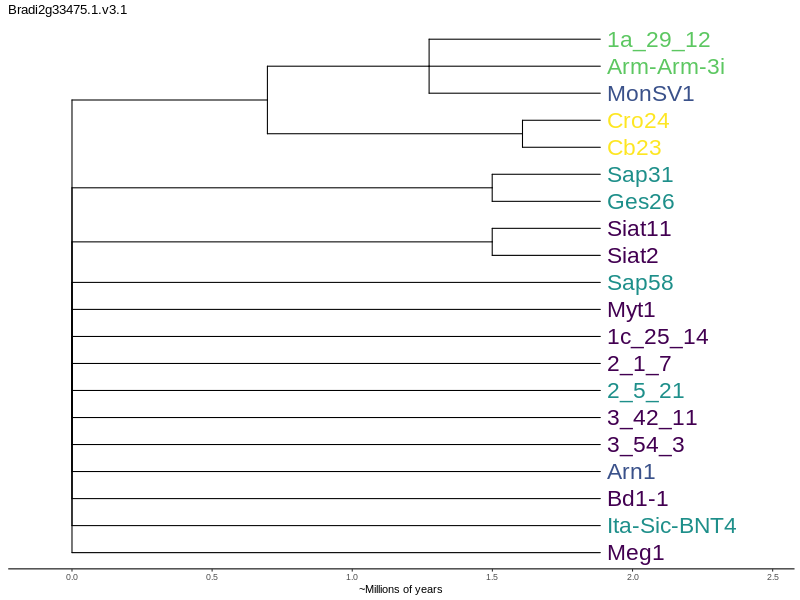 Bradi2g33475.1.v3.1
1a_29_12
Arm-Arm-3i
MonSV1
Cro24
Cb23
Sap31
Ges26
Siat11
Siat2
Sap58
Myt1
1c_25_14
2_1_7
2_5_21
3_42_11
3_54_3
Arn1
Bd1-1
Ita-Sic-BNT4
Meg1
0.0 0.5 1.0 1.5 2.0 2.5
~Millions of years